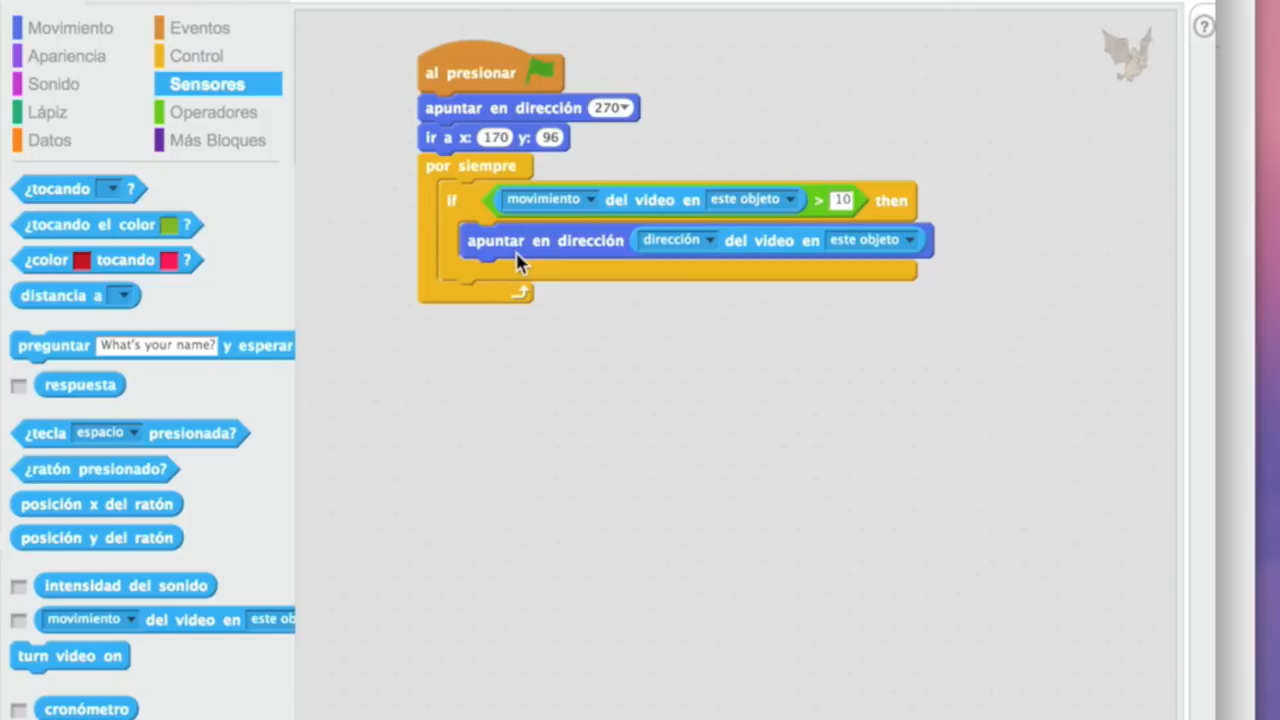 Movimiento
Eventos
Apariencia
Control
Sonido
Sensores
Lápiz
Operadores
Datos
Más Bloques
¿tocando ?
¿tocando el color ?
¿color tocando ?
distancia a
preguntar What's your name? y esperar
respuesta
¿tecla espacio presionada?
¿ratón presionado?
posición x del ratón
posición y del ratón
intensidad del sonido
movimiento del video en este ob
turn video on
cronómetro
al presionar
apuntar en dirección 270
ir a x: 170 y: 96
por siempre
if movimiento del video en este objeto > 10 then
apuntar en dirección dirección del video en este objeto
?